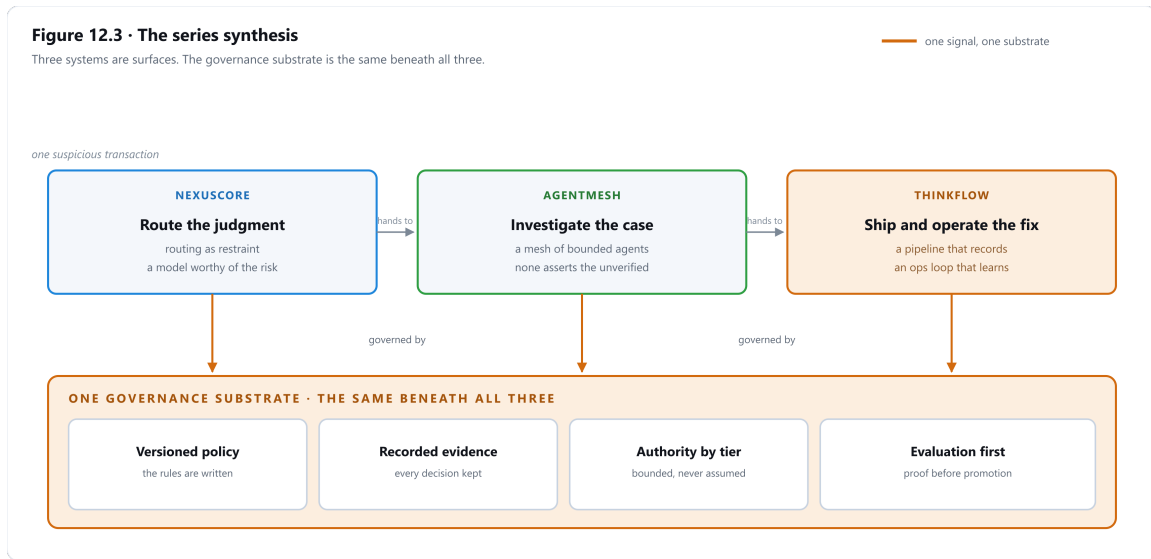 Figure 12.3 · The series synthesis
one signal, one substrate
Three systems are surfaces. The governance substrate is the same beneath all three.
one suspicious transaction
NEXUSCORE
Route the judgment
routing as restraint
a model worthy of the risk
hands to
AGENTMESH
Investigate the case
a mesh of bounded agents
none asserts the unverified
hands to
THINKFLOW
Ship and operate the fix
a pipeline that records
an ops loop that learns
governed by
governed by
ONE GOVERNANCE SUBSTRATE · THE SAME BENEATH ALL THREE
Versioned policy
the rules are written
Recorded evidence
every decision kept
Authority by tier
bounded, never assumed
Evaluation first
proof before promotion